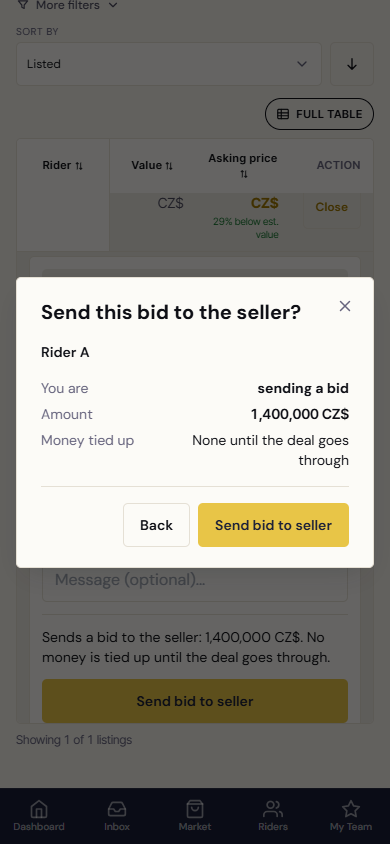 More filters
SORT BY
Listed
FULL TABLE
Rider
Value
Asking price
ACTION
CZ$
CZ$
Close
29% below est.
value
Send this bid to the seller?
Rider A
You are
sending a bid
Amount
1,400,000 CZ$
Money tied up
None until the deal goes
through
Back
Send bid to seller
Message (optional)...
Sends a bid to the seller: 1,400,000 CZ$. No
money is tied up until the deal goes through.
Send bid to seller
Showing 1 of 1 listings
Dashboard
Inbox
Market
Riders
My Team